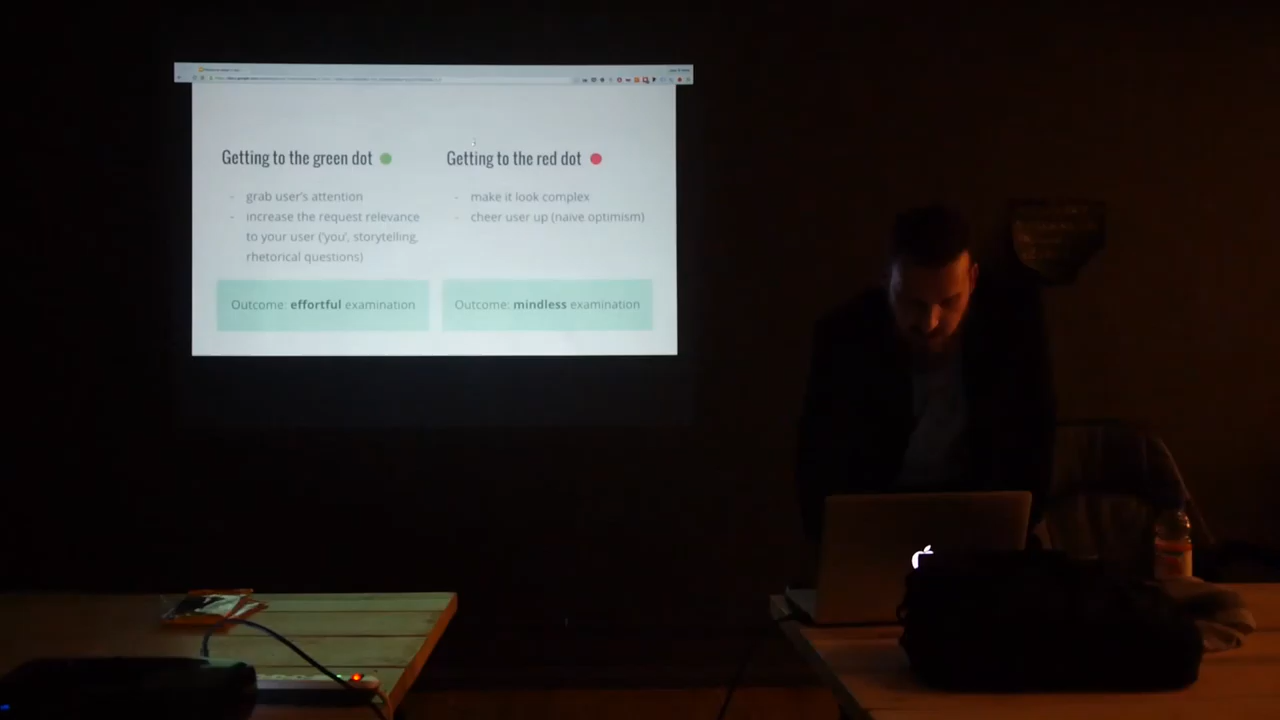 Getting to the green dot
- grab user's attention
- increase the request relevance
to your user ('you', storytelling,
rhetorical questions)
Outcome: effortful examination
Getting to the red dot
- make it look complex
- cheer user up (naive optimism)
Outcome: mindless examination